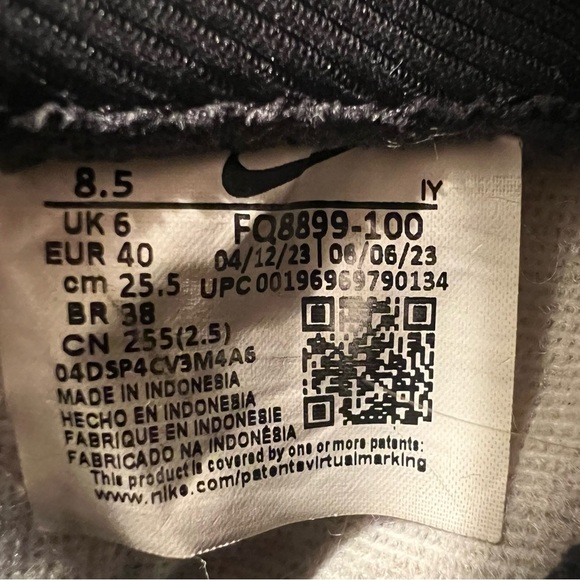 8.5
IY
UK 6
FQ8899-100
EUR 40
04/12/23 | 06/06/23
cm 25.5
UPC 00196969790134
BR 38
CN 255(2.5)
04DSP4CV3M4A6
MADE IN INDONESIA
HECHO EN INDONESIA
FABRIQUE EN INDONESIE
FABRICADO NA INDONÉSIA
This product is covered by one or more patents:
www.nike.com/patentsvirtualmarking